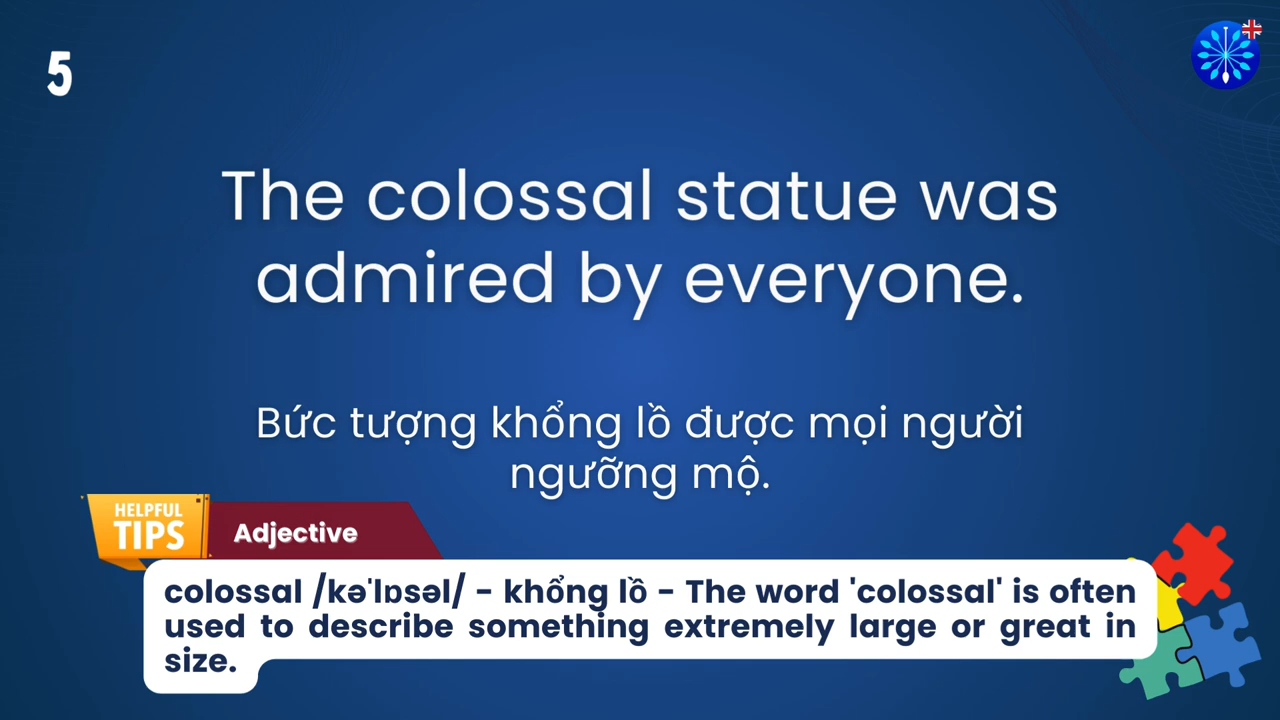 5
The colossal statue was
admired by everyone.
Bức tượng khổng lồ được mọi người
ngưỡng mộ.
HELPFUL
TIPS
Adjective
colossal /kəˈlɒsəl/ - khổng lồ - The word 'colossal' is often
used to describe something extremely large or great in
size.